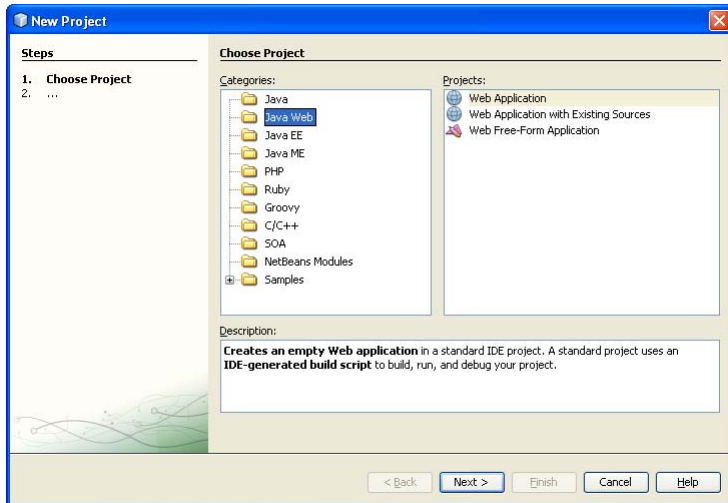 New Project
Steps
1. Choose Project
2. ...
Choose Project
Categories:
Java
Java Web
Java EE
Java ME
PHP
Ruby
Groovy
C/C++
SOA
NetBeans Modules
Samples
Projects:
Web Application
Web Application with Existing Sources
Web Free-Form Application
Description:
Creates an empty Web application in a standard IDE project. A standard project uses an
IDE-generated build script to build, run, and debug your project.
< Back
Next >
Finish
Cancel
Help